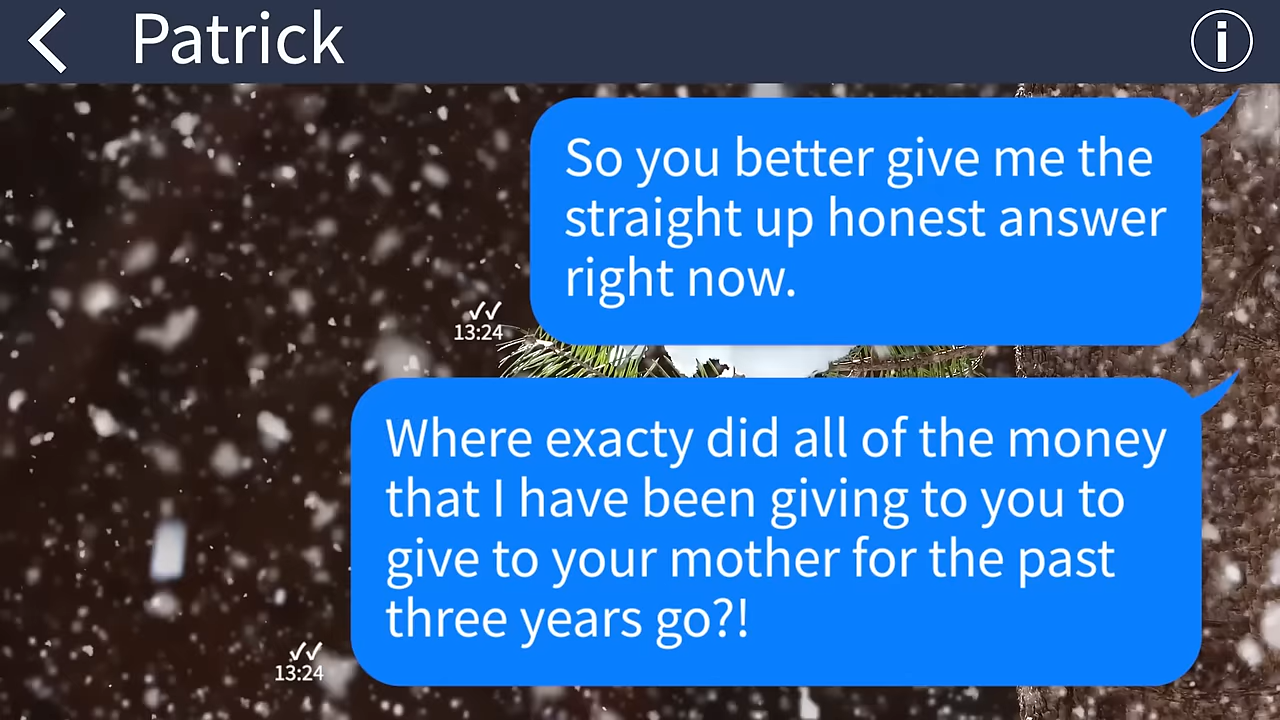 Patrick
So you better give me the
straight up honest answer
right now.
13:24
Where exacty did all of the money
that I have been giving to you to
give to your mother for the past
three years go?!
13:24